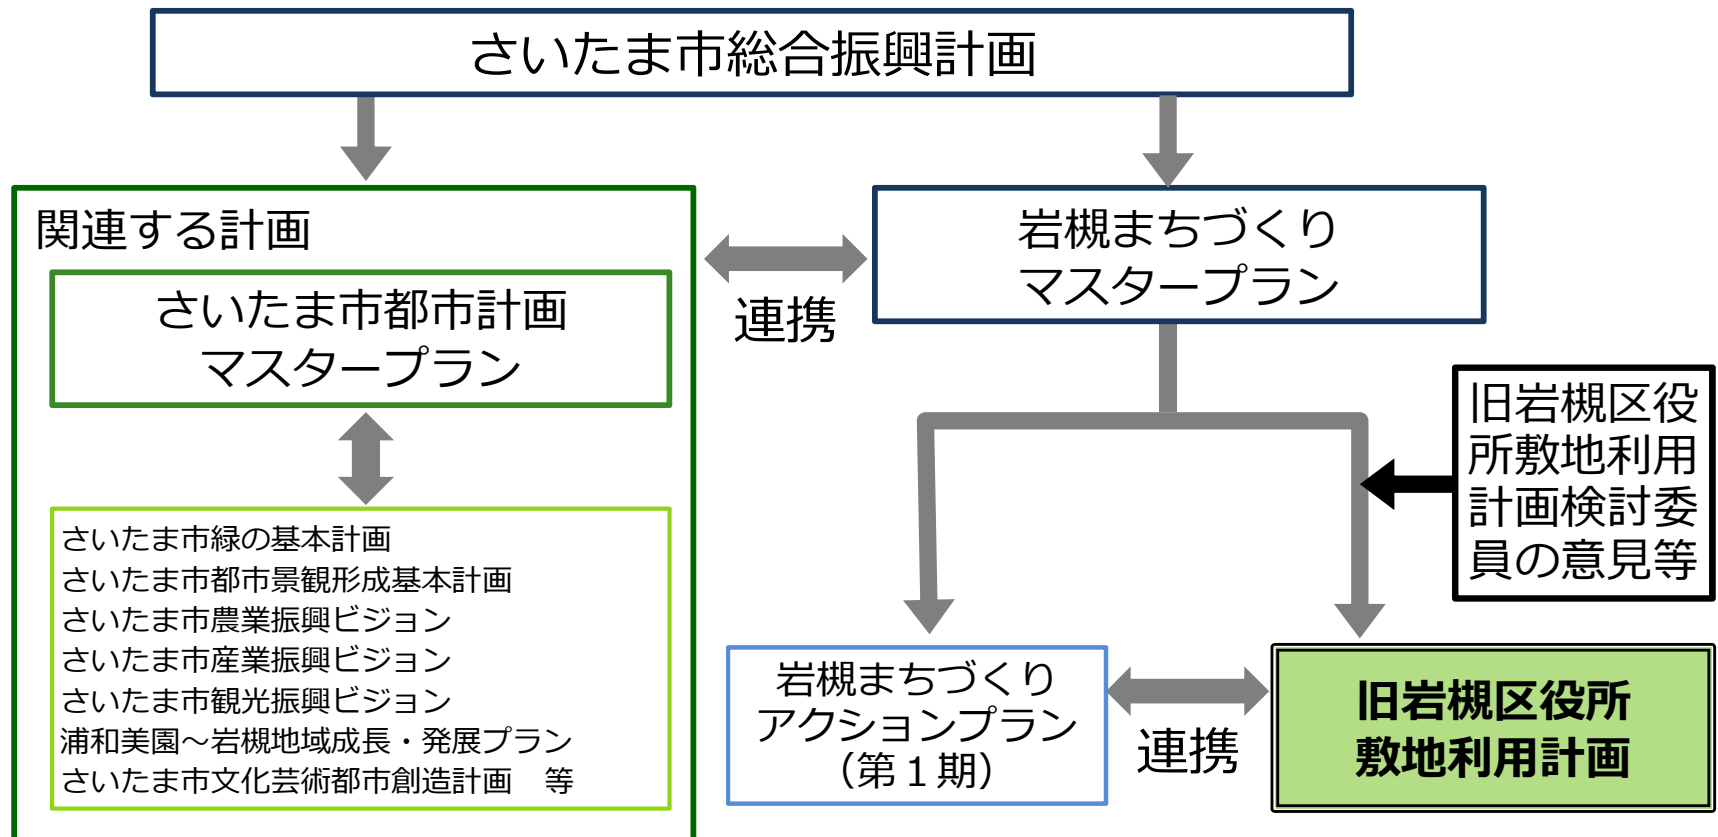 さいたま市総合振興計画
関連する計画
さいたま市都市計画
マスタープラン
さいたま市緑の基本計画
さいたま市都市景観形成基本計画
さいたま市農業振興ビジョン
さいたま市産業振興ビジョン
さいたま市観光振興ビジョン
浦和美園～岩槻地域成長・発展プラン
さいたま市文化芸術都市創造計画　等
連携
岩槻まちづくり
マスタープラン
旧岩槻区役
所敷地利用
計画検討委
員の意見等
岩槻まちづくり
アクションプラン
（第１期）
連携
旧岩槻区役所
敷地利用計画